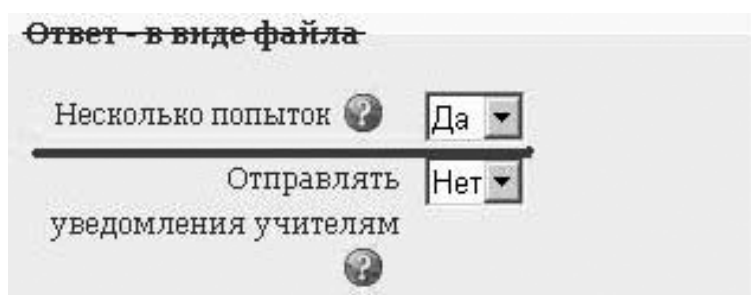 Ответ - в виде файла
Несколько попыток ? Да
Отправлять Нет
уведомления учителям
?